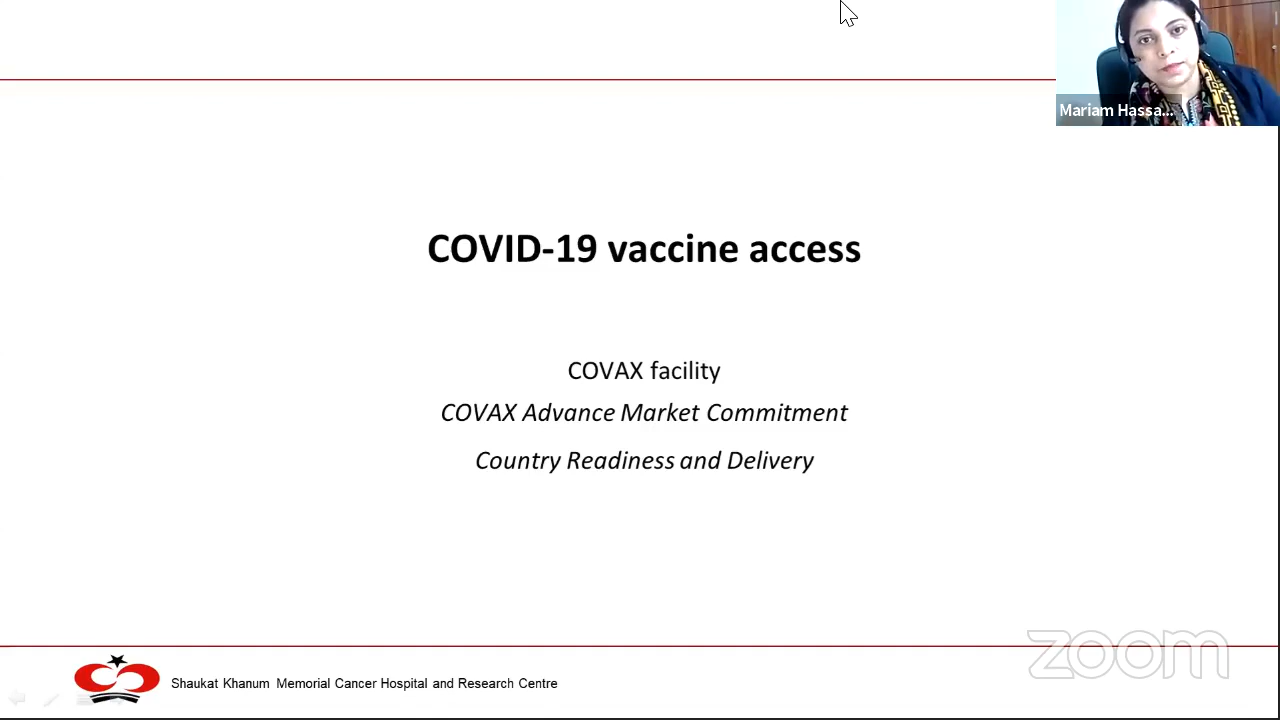 Mariam Hassa...
COVID-19 vaccine access
COVAX facility
COVAX Advance Market Commitment
Country Readiness and Delivery
zoom
Shaukat Khanum Memorial Cancer Hospital and Research Centre